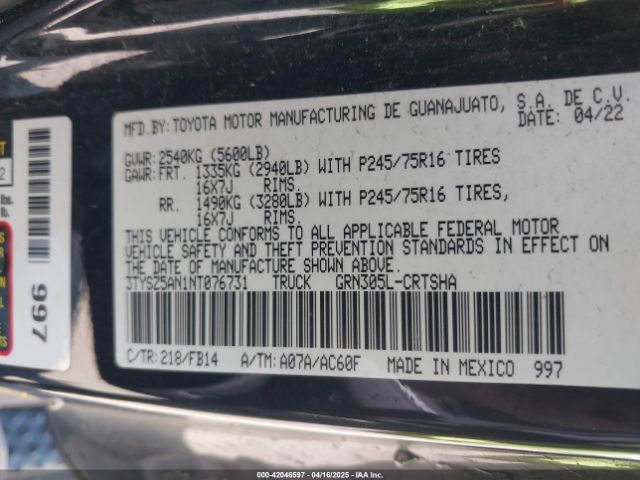 MFD.BY: TOYOTA MOTOR MANUFACTURING DE GUANAJUATO, S.A. DE C.V.
DATE: 04/22
GVWR: 2540KG (5600LB)
GAWR: FRT. 1335KG (2940LB) WITH P245/75R16 TIRES
16X7J RIMS.
RR. 1490KG (3280LB) WITH P245/75R16 TIRES,
16X7J RIMS.
THIS VEHICLE CONFORMS TO ALL APPLICABLE FEDERAL MOTOR
VEHICLE SAFETY AND THEFT PREVENTION STANDARDS IN EFFECT ON
THE DATE OF MANUFACTURE SHOWN ABOVE.
3TYSZ5AN1NT076731 TRUCK GRN305L-CRTSHA
C/TR: 218/FB14 A/TM: A07A/AC60F MADE IN MEXICO 997
997
lbs.
lb.
00-42046597 - 04/16/2025 - IAA Inc.